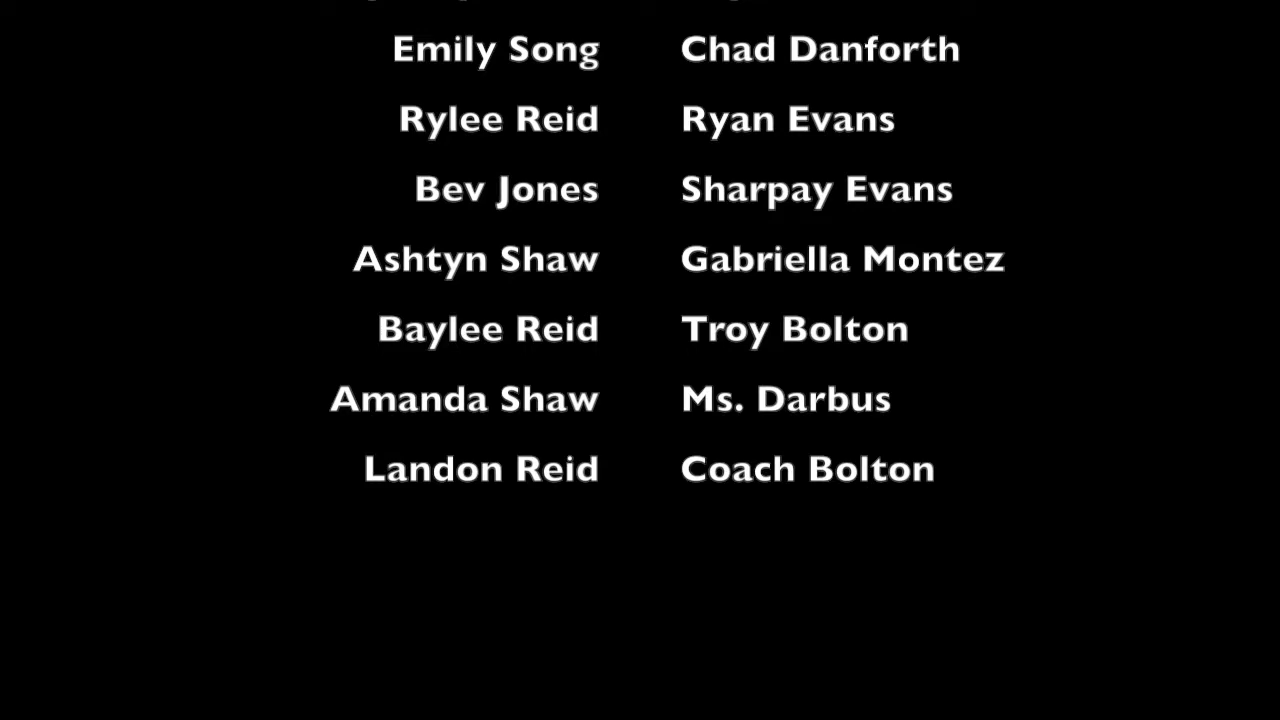 Emily Song Chad Danforth
Rylee Reid Ryan Evans
Bev Jones Sharpay Evans
Ashtyn Shaw Gabriella Montez
Baylee Reid Troy Bolton
Amanda Shaw Ms. Darbus
Landon Reid Coach Bolton